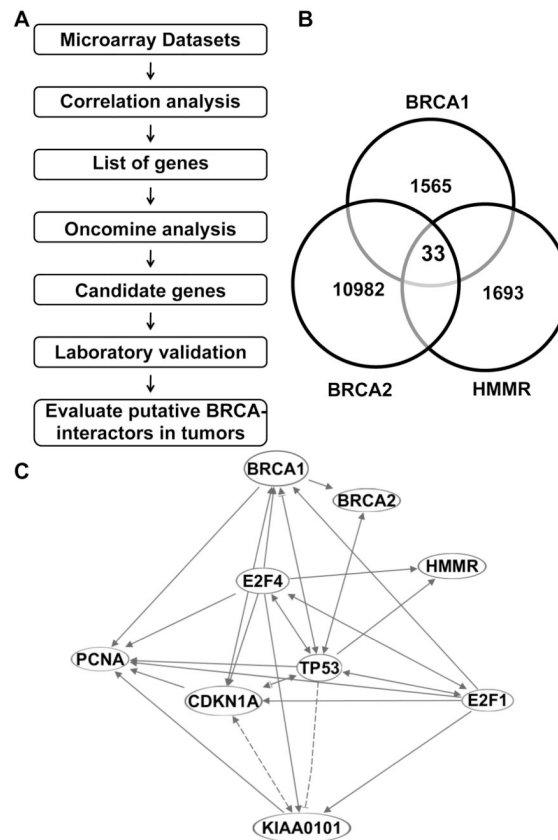 A
Microarray Datasets
Correlation analysis
List of genes
Oncomine analysis
Candidate genes
Laboratory validation
Evaluate putative BRCA-
interactors in tumors
B
BRCA1
1565
33
10982
1693
BRCA2
HMMR
C
BRCA1
BRCA2
HMMR
E2F4
PCNA
TP53
CDKN1A
E2F1
KIAA0101